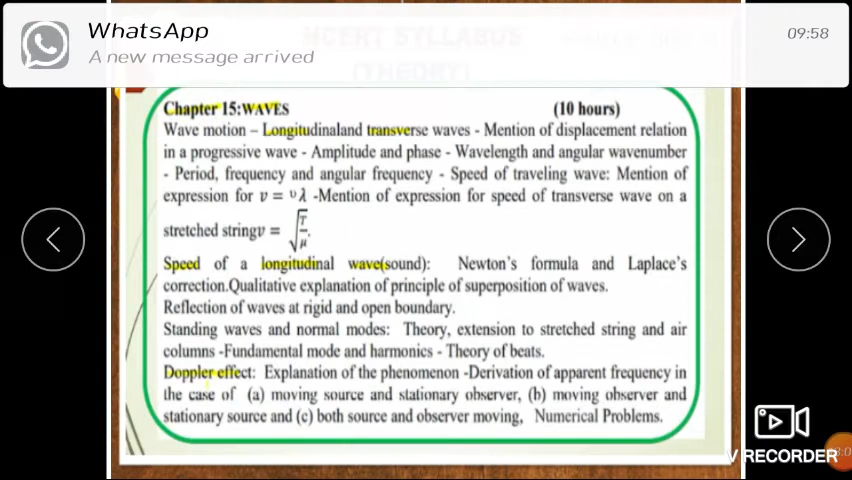 WhatsApp
09:58
A new message arrived
NCERT SYLLABUS
(THEORY)
Chapter 15:WAVES (10 hours)
Wave motion – Longitudinaland transverse waves - Mention of displacement relation
in a progressive wave - Amplitude and phase - Wavelength and angular wavenumber
- Period, frequency and angular frequency - Speed of traveling wave: Mention of
expression for v = υλ -Mention of expression for speed of transverse wave on a
stretched stringv = √T/μ.
Speed of a longitudinal wave(sound): Newton's formula and Laplace's
correction.Qualitative explanation of principle of superposition of waves.
Reflection of waves at rigid and open boundary.
Standing waves and normal modes: Theory, extension to stretched string and air
columns -Fundamental mode and harmonics - Theory of beats.
Doppler effect: Explanation of the phenomenon -Derivation of apparent frequency in
the case of (a) moving source and stationary observer, (b) moving observer and
stationary source and (c) both source and observer moving, Numerical Problems.
V RECORDER